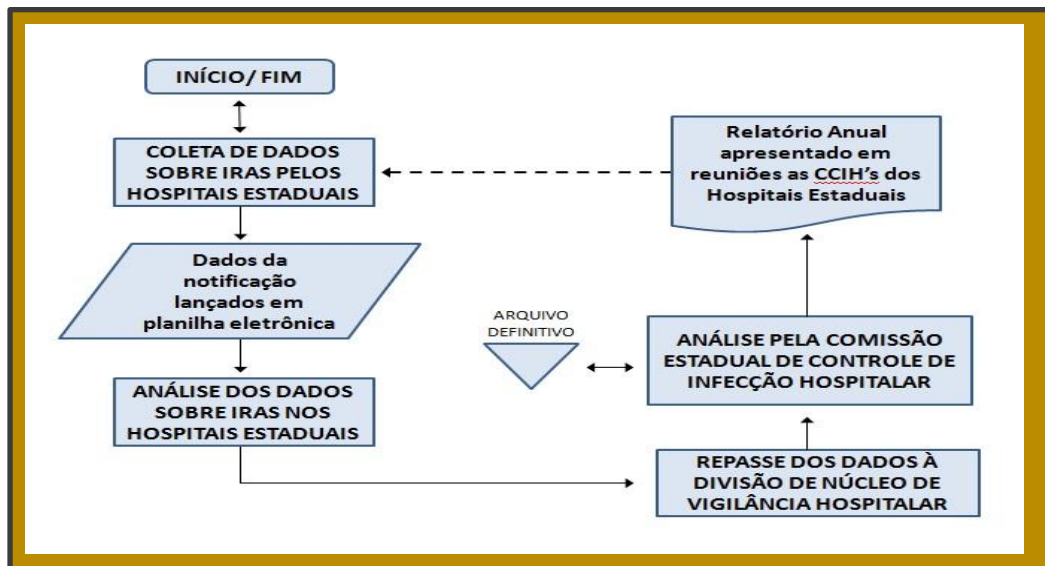 INÍCIO/ FIM
COLETA DE DADOS
SOBRE IRAS PELOS
HOSPITAIS ESTADUAIS
Dados da
notificação
lançados em
planilha eletrônica
ANÁLISE DOS DADOS
SOBRE IRAS NOS
HOSPITAIS ESTADUAIS
REPASSE DOS DADOS À
DIVISÃO DE NÚCLEO DE
VIGILÂNCIA HOSPITALAR
ANÁLISE PELA COMISSÃO
ESTADUAL DE CONTROLE DE
INFECÇÃO HOSPITALAR
ARQUIVO
DEFINITIVO
Relatório Anual
apresentado em
reuniões as CCIH's dos
Hospitais Estaduais